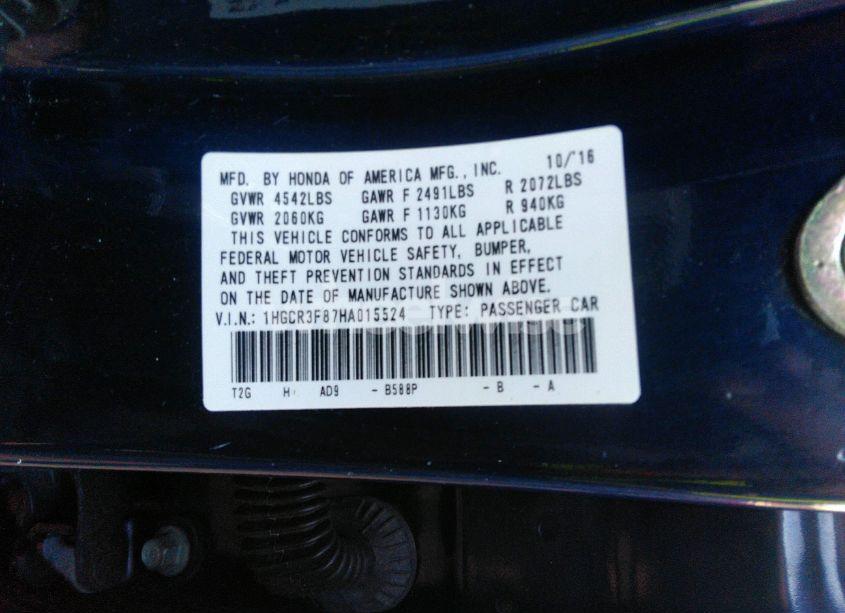 MFD. BY HONDA OF AMERICA MFG., INC. 10/'16
GVWR 4542LBS GAWR F 2491LBS R 2072LBS
GVWR 2060KG GAWR F 1130KG R 940KG
THIS VEHICLE CONFORMS TO ALL APPLICABLE
FEDERAL MOTOR VEHICLE SAFETY, BUMPER,
AND THEFT PREVENTION STANDARDS IN EFFECT
ON THE DATE OF MANUFACTURE SHOWN ABOVE.
V.I.N.: 1HGCR3F87HA015524 TYPE: PASSENGER CAR
T2G H AD9 - B588P - B - A